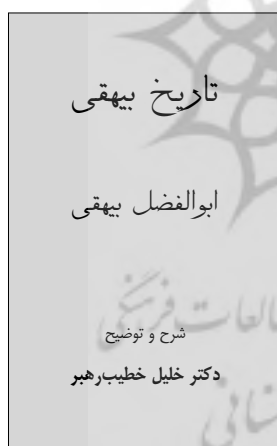 تاریخ بیهقی
ابوالفضل بیهقی
شرح و توضیح
دکتر خلیل خطیب‌رهبر